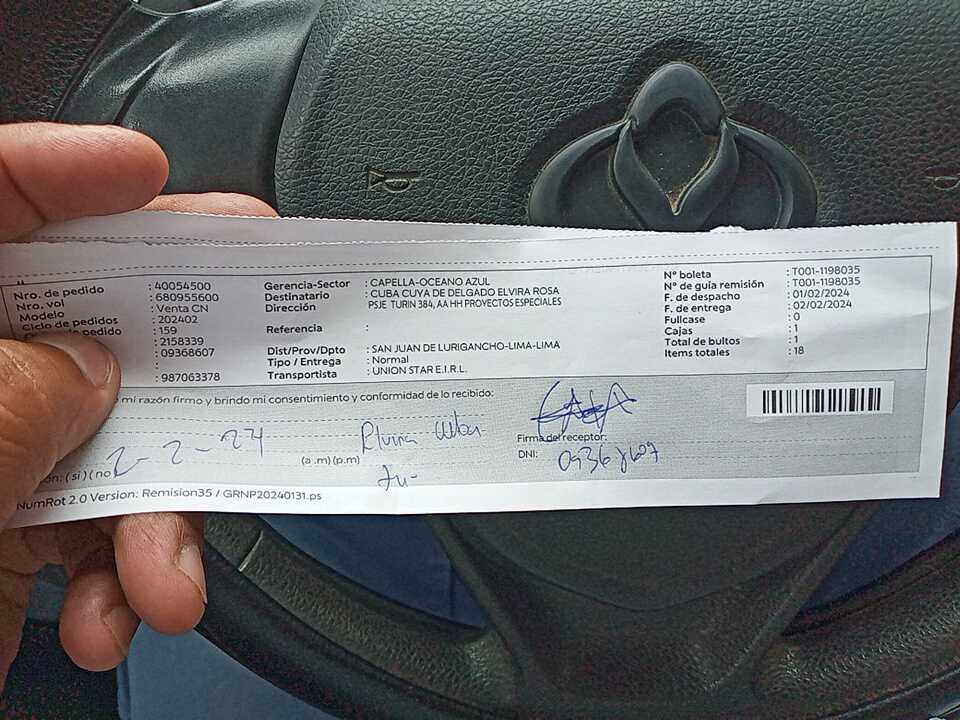 Nro. de pedido : 40054500
Nro. vol : 680955600
Modelo : Venta CN
Ciclo de pedidos : 202402
pedido : 159
: 2158339
: 09368607
: 987063378
Gerencia-Sector : CAPELLA-OCEANO AZUL
Destinatario : CUBA CUYA DE DELGADO ELVIRA ROSA
Dirección PSJE. TURIN 384, AA HH PROYECTOS ESPECIALES
Referencia :
Dist/Prov/Dpto : SAN JUAN DE LURIGANCHO-LIMA-LIMA
Tipo / Entrega : Normal
Transportista : UNION STAR E.I.R.L.
N° boleta : T001-1198035
N° de guía remisión : T001-1198035
F. de despacho : 01/02/2024
F. de entrega : 02/02/2024
Fullcase : 0
Cajas : 1
Total de bultos : 1
Items totales : 18
mi razón firmo y brindo mi consentimiento y conformidad de lo recibido:
2-2-24
(a.m)(p.m)
Elvira Cuba
Firma del receptor:
DNI: 09368607
: (si)(no
NumRot 2.0 Version: Remision35 / GRNP20240131.ps